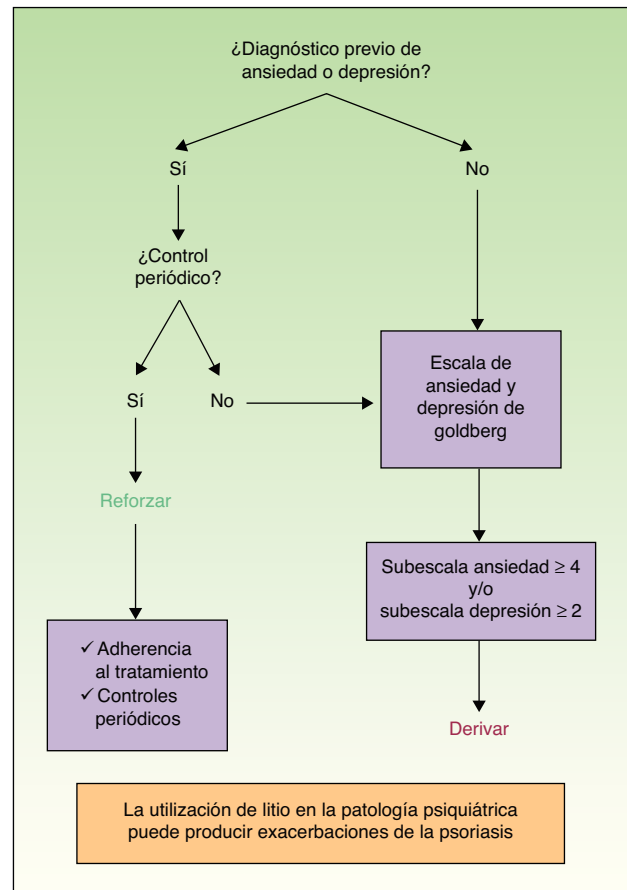 ¿Diagnóstico previo de
ansiedad o depresión?
Sí
No
¿Control
periódico?
Sí
No
Escala de
ansiedad y
depresión de
goldberg
Reforzar
Subescala ansiedad ≥ 4
y/o
subescala depresión ≥ 2
✓ Adherencia
al tratamiento
✓ Controles
periódicos
Derivar
La utilización de litio en la patología psiquiátrica
puede producir exacerbaciones de la psoriasis